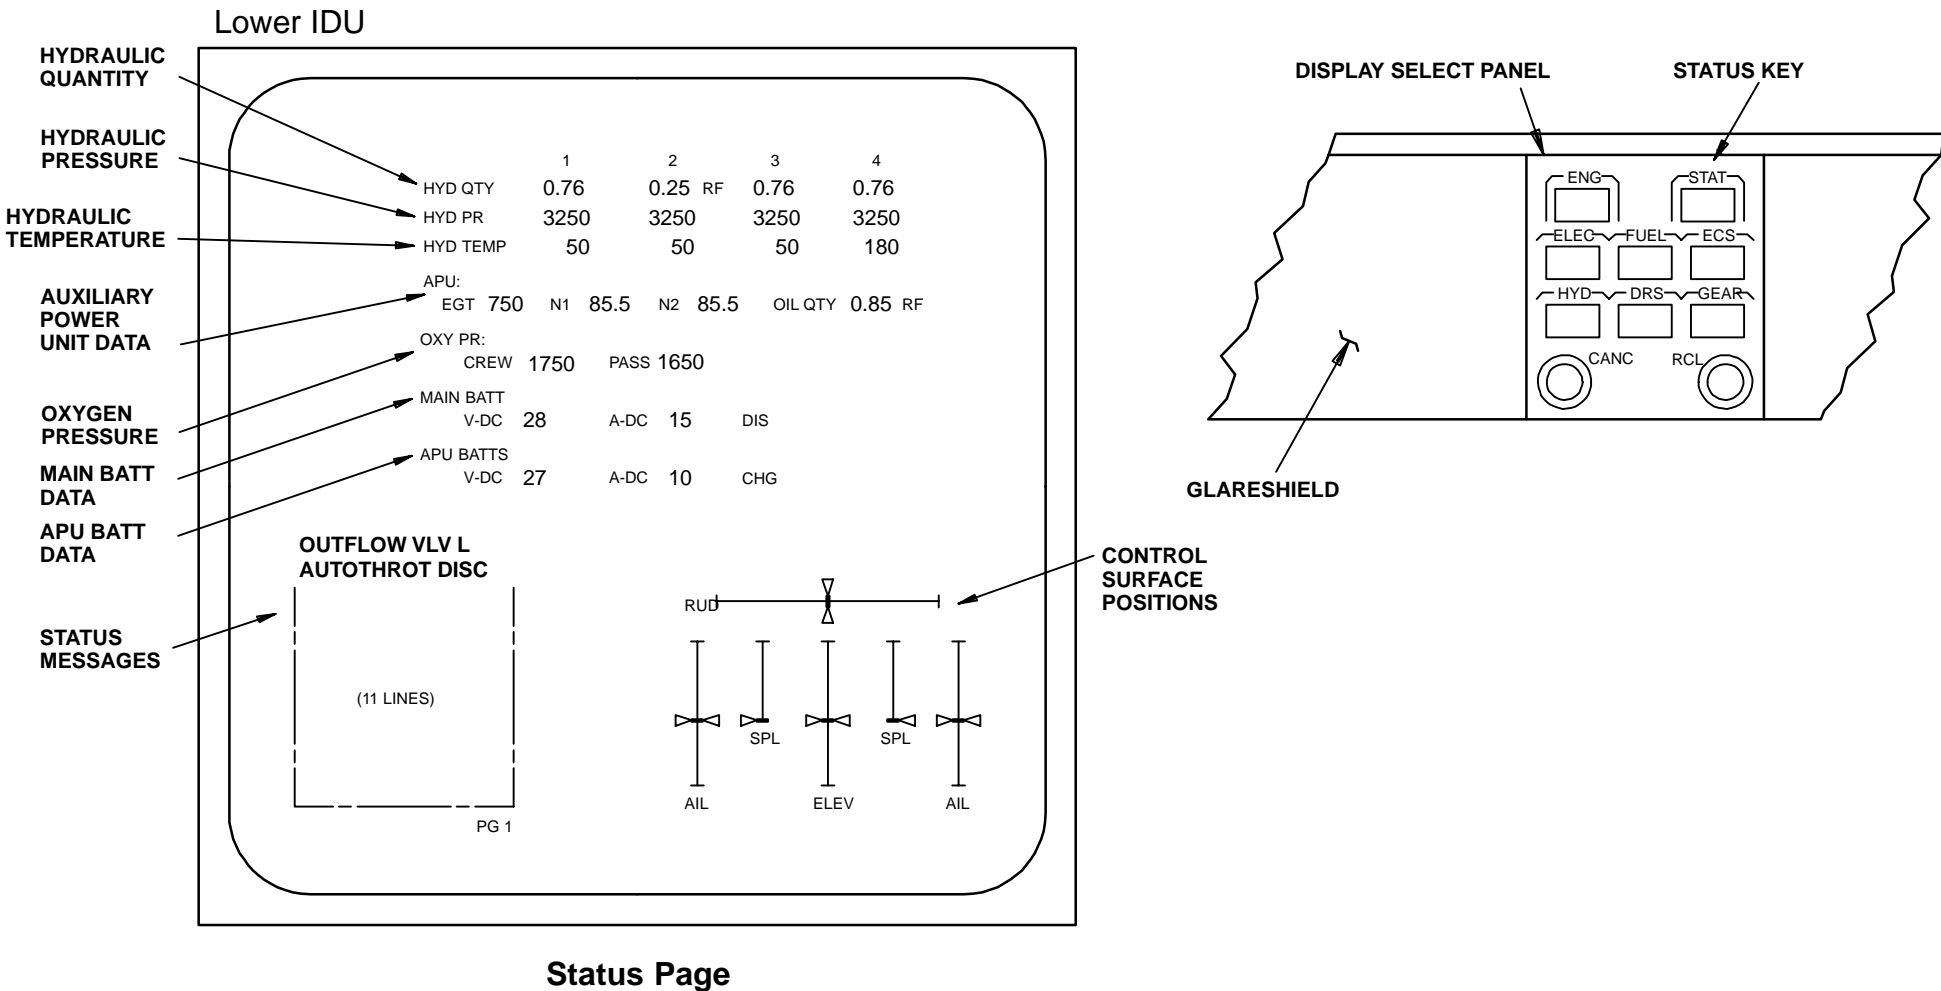 Lower IDU
HYDRAULIC
QUANTITY
HYDRAULIC
PRESSURE
HYDRAULIC
TEMPERATURE
AUXILIARY
POWER
UNIT DATA
OXYGEN
PRESSURE
MAIN BATT
DATA
APU BATT
DATA
STATUS
MESSAGES
1 2 3 4
HYD QTY 0.76 0.25 RF 0.76 0.76
HYD PR 3250 3250 3250 3250
HYD TEMP 50 50 50 180
APU:
EGT 750 N1 85.5 N2 85.5 OIL QTY 0.85 RF
OXY PR:
CREW 1750 PASS 1650
MAIN BATT
V-DC 28 A-DC 15 DIS
APU BATTS
V-DC 27 A-DC 10 CHG
OUTFLOW VLV L
AUTOTHROT DISC
(11 LINES)
PG 1
RUD
SPL SPL
AIL ELEV AIL
CONTROL
SURFACE
POSITIONS
DISPLAY SELECT PANEL
STATUS KEY
ENG STAT
ELEC FUEL ECS
HYD DRS GEAR
CANC RCL
GLARESHIELD
Status Page